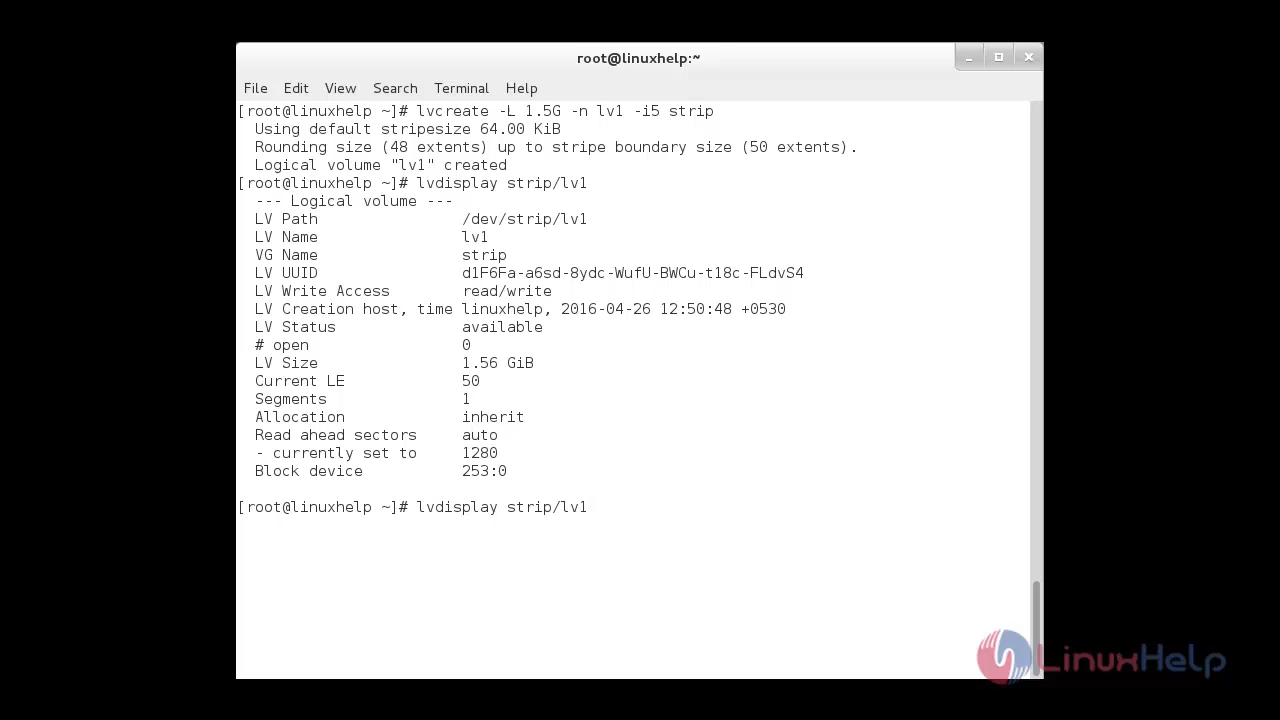 root@linuxhelp:~
File Edit View Search Terminal Help
[root@linuxhelp ~]# lvcreate -L 1.5G -n lv1 -i5 strip
  Using default stripesize 64.00 KiB
  Rounding size (48 extents) up to stripe boundary size (50 extents).
  Logical volume "lv1" created
[root@linuxhelp ~]# lvdisplay strip/lv1
  --- Logical volume ---
  LV Path                /dev/strip/lv1
  LV Name                lv1
  VG Name                strip
  LV UUID                d1F6Fa-a6sd-8ydc-WufU-BWCu-t18c-FLdvS4
  LV Write Access        read/write
  LV Creation host, time linuxhelp, 2016-04-26 12:50:48 +0530
  LV Status              available
  # open                 0
  LV Size                1.56 GiB
  Current LE             50
  Segments               1
  Allocation             inherit
  Read ahead sectors     auto
  - currently set to     1280
  Block device           253:0
[root@linuxhelp ~]# lvdisplay strip/lv1
LinuxHelp